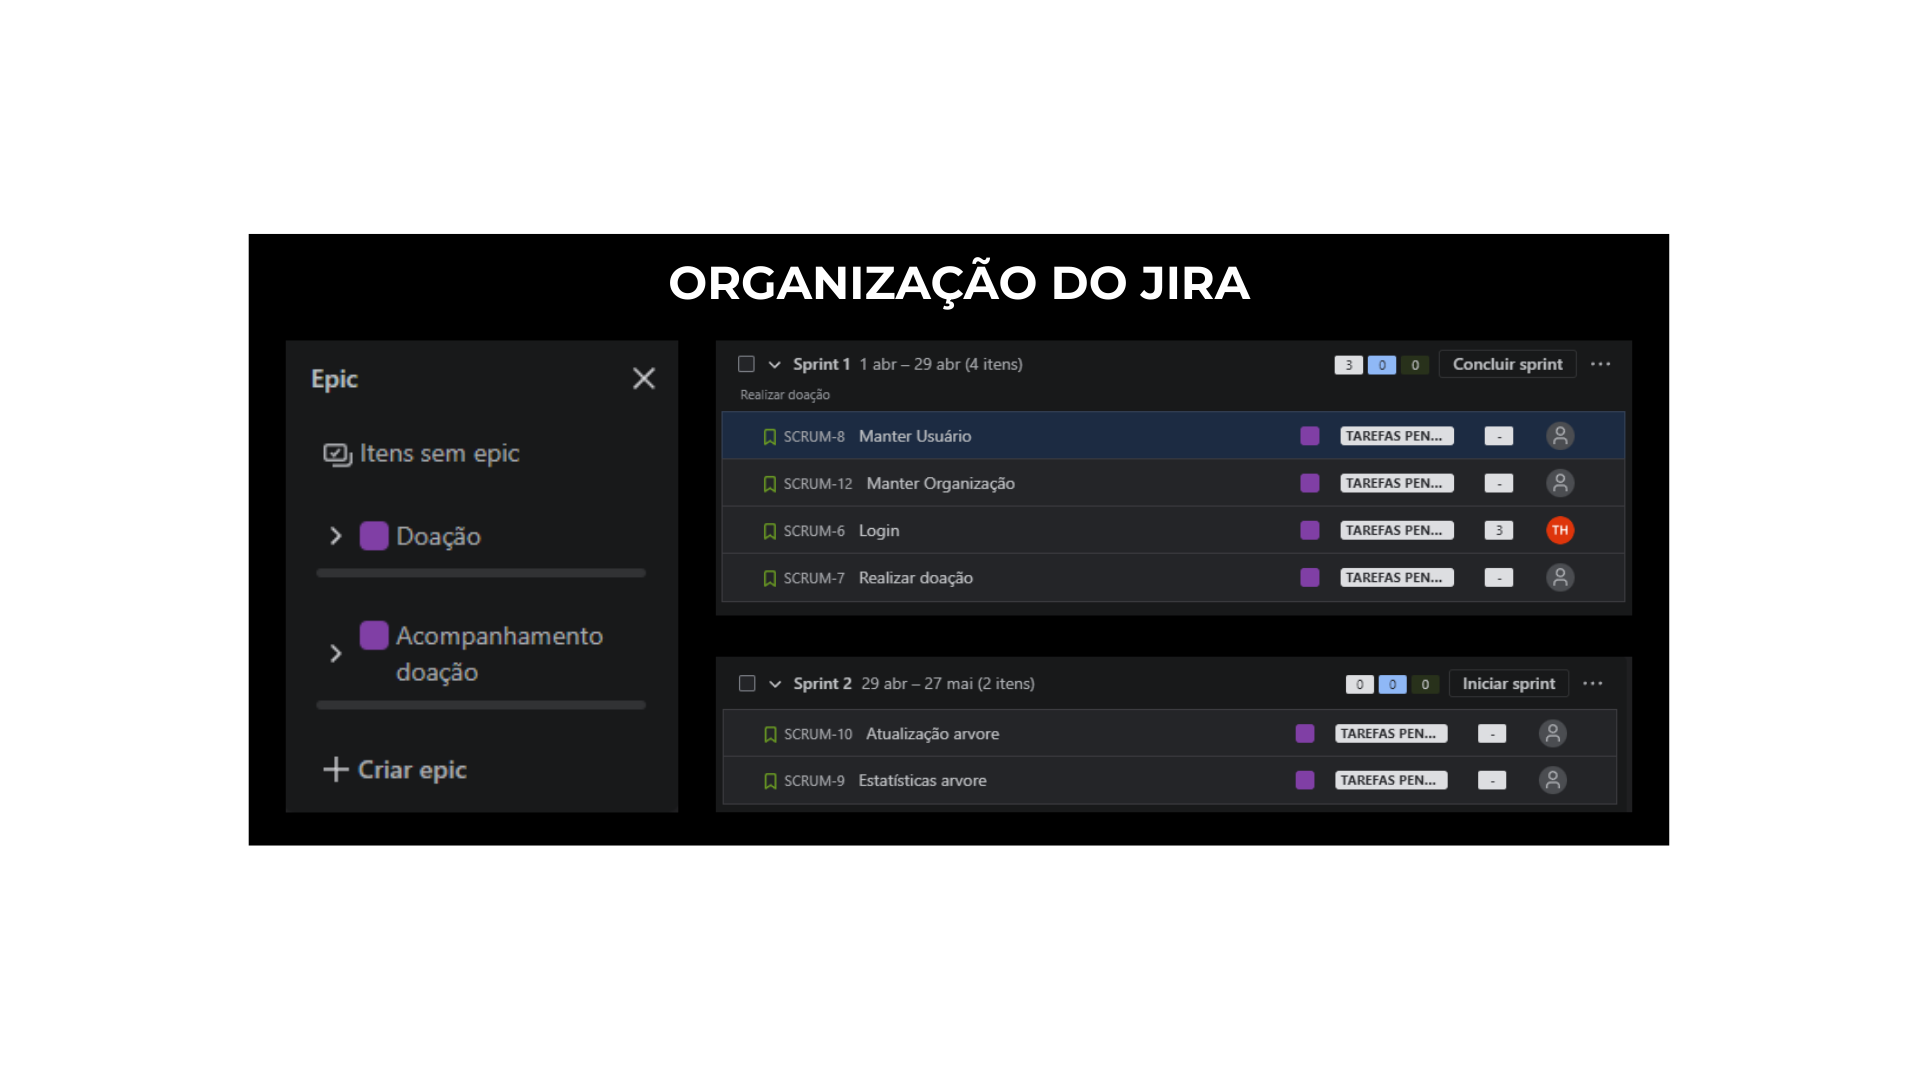 ORGANIZAÇÃO DO JIRA
Epic
Itens sem epic
Doação
Acompanhamento
doação
Criar epic
Sprint 1 1 abr – 29 abr (4 itens) 3 0 0 Concluir sprint
Realizar doação
SCRUM-8 Manter Usuário TAREFAS PEN... -
SCRUM-12 Manter Organização TAREFAS PEN... -
SCRUM-6 Login TAREFAS PEN... 3 TH
SCRUM-7 Realizar doação TAREFAS PEN... -
Sprint 2 29 abr – 27 mai (2 itens) 0 0 0 Iniciar sprint
SCRUM-10 Atualização arvore TAREFAS PEN... -
SCRUM-9 Estatísticas arvore TAREFAS PEN... -